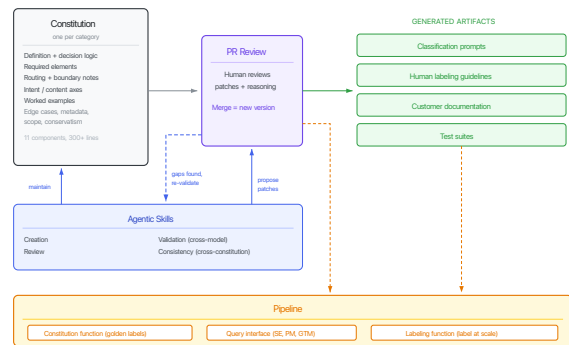 Constitution
one per category
Definition + decision logic
Required elements
Routing + boundary notes
Intent / content axes
Worked examples
Edge cases, metadata,
scope, conservatism
11 components, 300+ lines
PR Review
Human reviews
patches + reasoning
Merge = new version
GENERATED ARTIFACTS
Classification prompts
Human labeling guidelines
Customer documentation
Test suites
maintain
gaps found,
re-validate
propose
patches
Agentic Skills
Creation
Validation (cross-model)
Review
Consistency (cross-constitution)
Pipeline
Constitution function (golden labels)
Query interface (SE, PM, GTM)
Labeling function (label at scale)